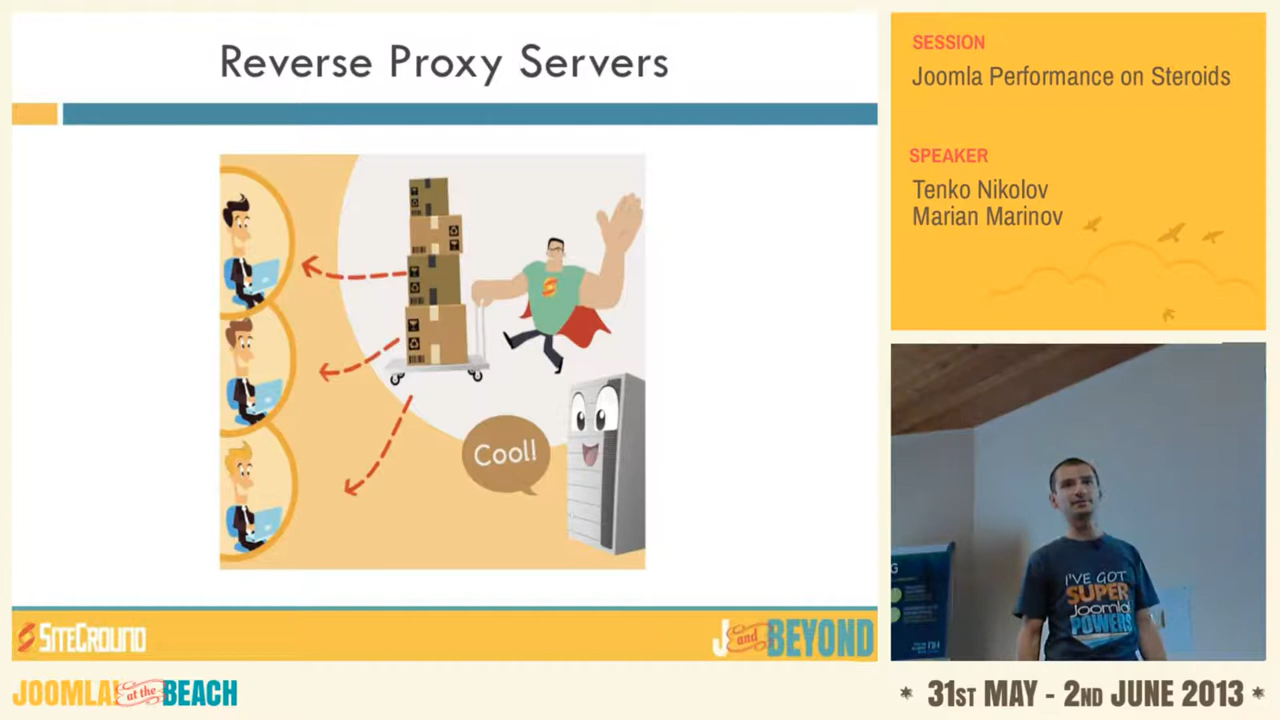 Reverse Proxy Servers
Cool!
SITEGROUND
J and BEYOND
SESSION
Joomla Performance on Steroids
SPEAKER
Tenko Nikolov
Marian Marinov
G
I'VE GOT
SUPER
Joomla!
POWERS
JOOMLA! at the BEACH
* 31ST MAY - 2ND JUNE 2013 *